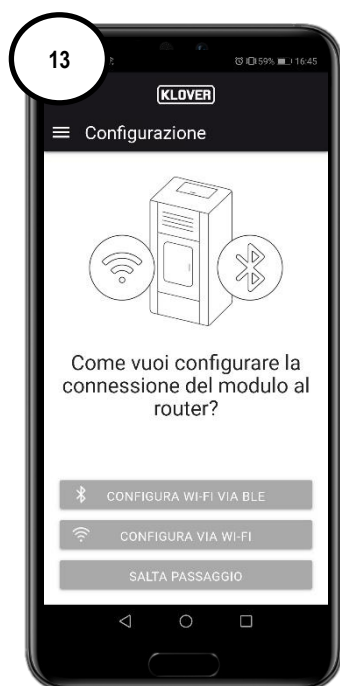 13
59% 16:45
KLOVER
Configurazione
Come vuoi configurare la
connessione del modulo al
router?
CONFIGURA WI-FI VIA BLE
CONFIGURA VIA WI-FI
SALTA PASSAGGIO